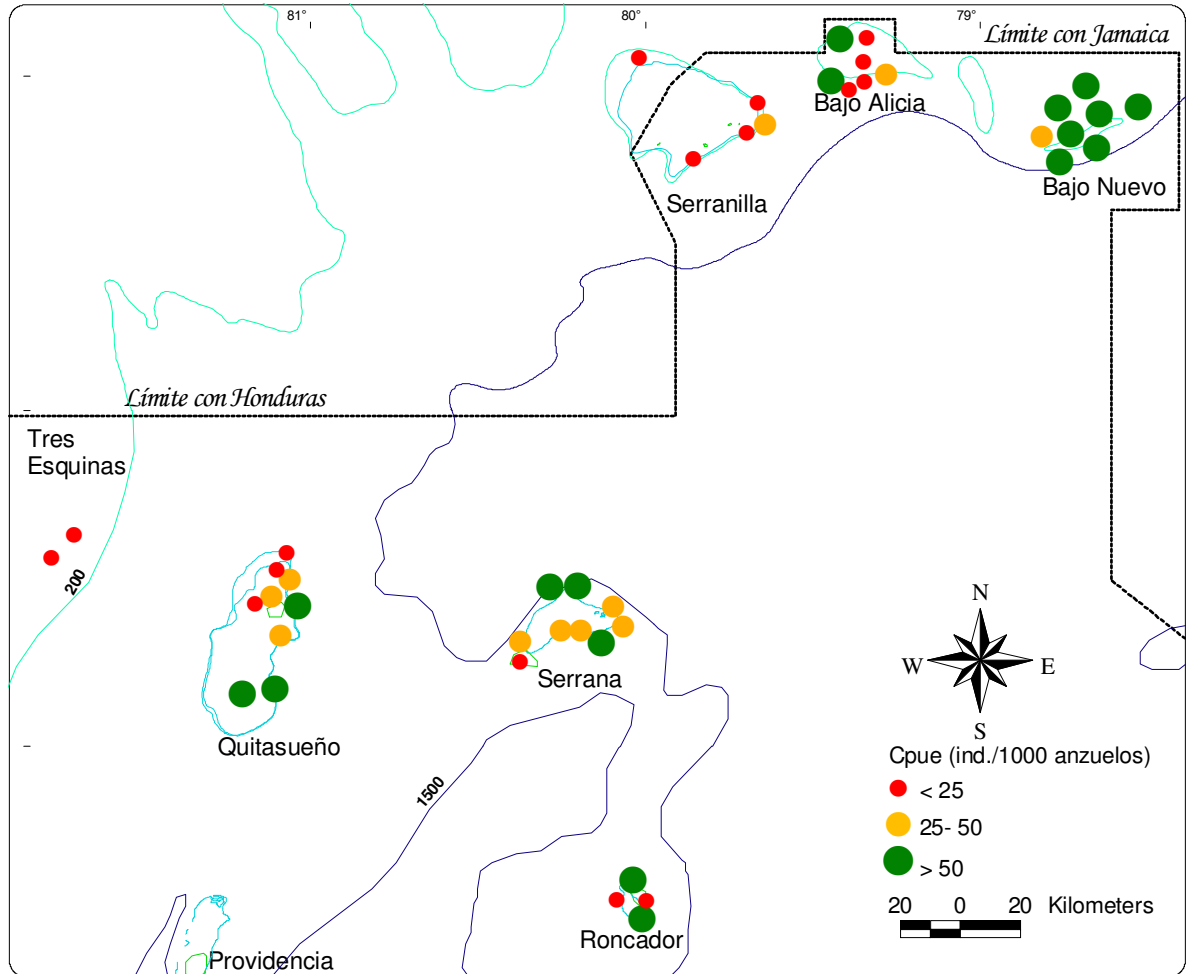 81°
80°
79°
Límite con Jamaica
Bajo Alicia
Bajo Nuevo
Serranilla
Límite con Honduras
Tres
Esquinas
200
N
W
E
S
Serrana
Quitasueño
Cpue (ind./1000 anzuelos)
< 25
25- 50
> 50
1500
20 0 20 Kilometers
Roncador
Providencia